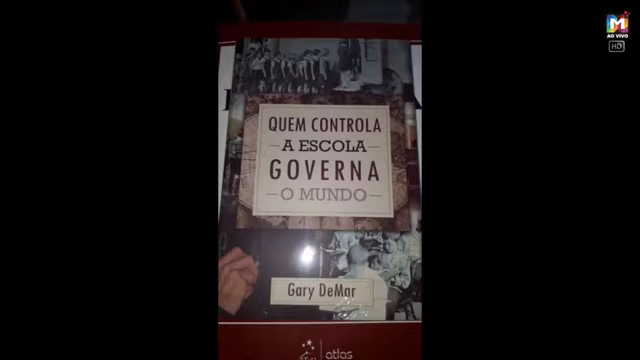 M
AO VIVO
HD
QUEM CONTROLA
A ESCOLA
GOVERNA
O MUNDO
Gary DeMar
atlas